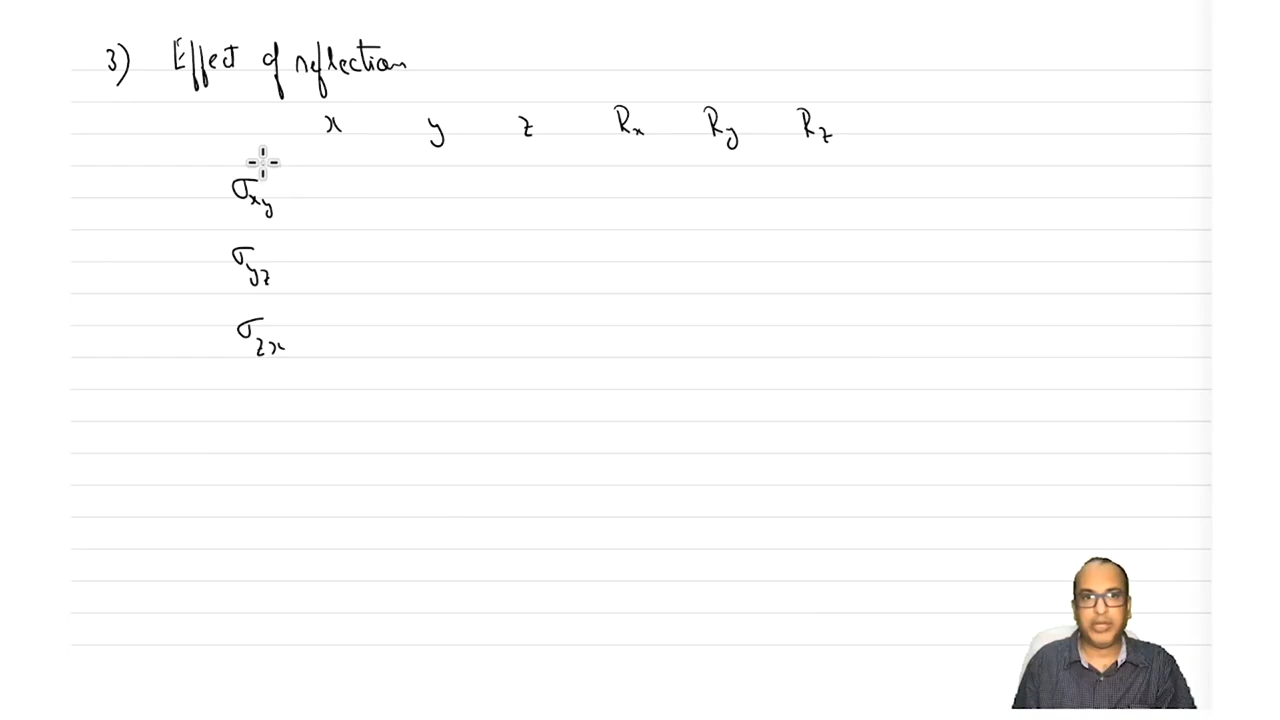 3) Effect of reflection
x y z Rx Ry Rz
σxy
σyz
σzx